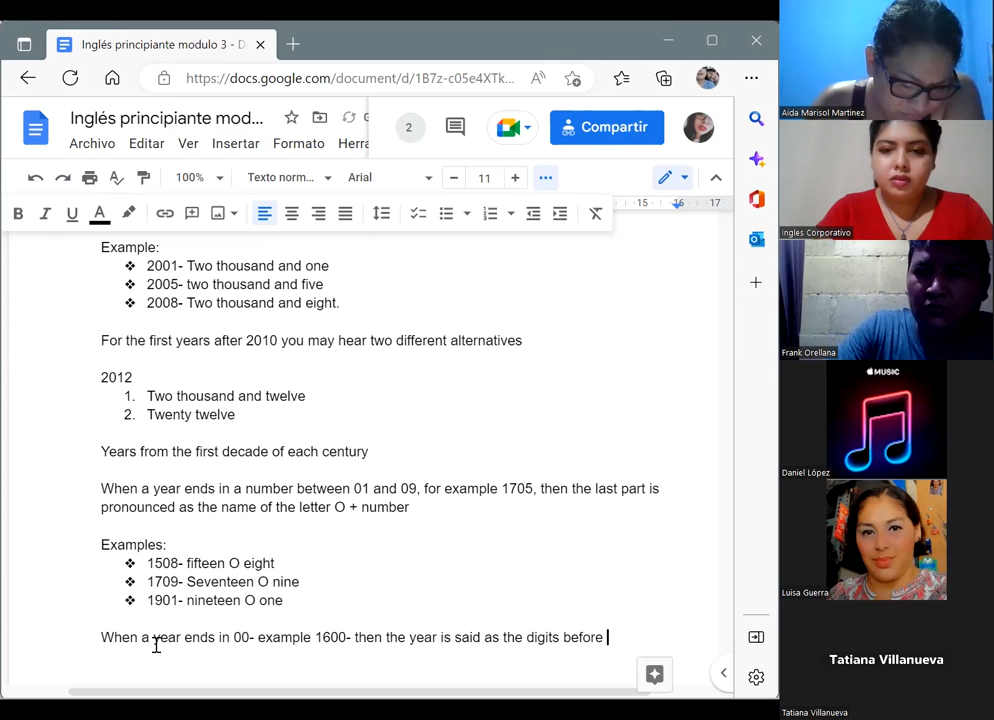 Inglés principiante modulo 3 - D
https://docs.google.com/document/d/1B7z-c05e4XTk...
Inglés principiante mod...
2
Compartir
Archivo Editar Ver Insertar Formato Herra
100% Texto norm... Arial 11
15 16 17
Example:
❖ 2001- Two thousand and one
❖ 2005- two thousand and five
❖ 2008- Two thousand and eight.
For the first years after 2010 you may hear two different alternatives
2012
1. Two thousand and twelve
2. Twenty twelve
Years from the first decade of each century
When a year ends in a number between 01 and 09, for example 1705, then the last part is
pronounced as the name of the letter O + number
Examples:
❖ 1508- fifteen O eight
❖ 1709- Seventeen O nine
❖ 1901- nineteen O one
When a year ends in 00- example 1600- then the year is said as the digits before
Aida Marisol Martinez
Ingles Corporativo
Frank Orellana
MUSIC
Daniel López
Luisa Guerra
Tatiana Villanueva
Tatiana Villanueva